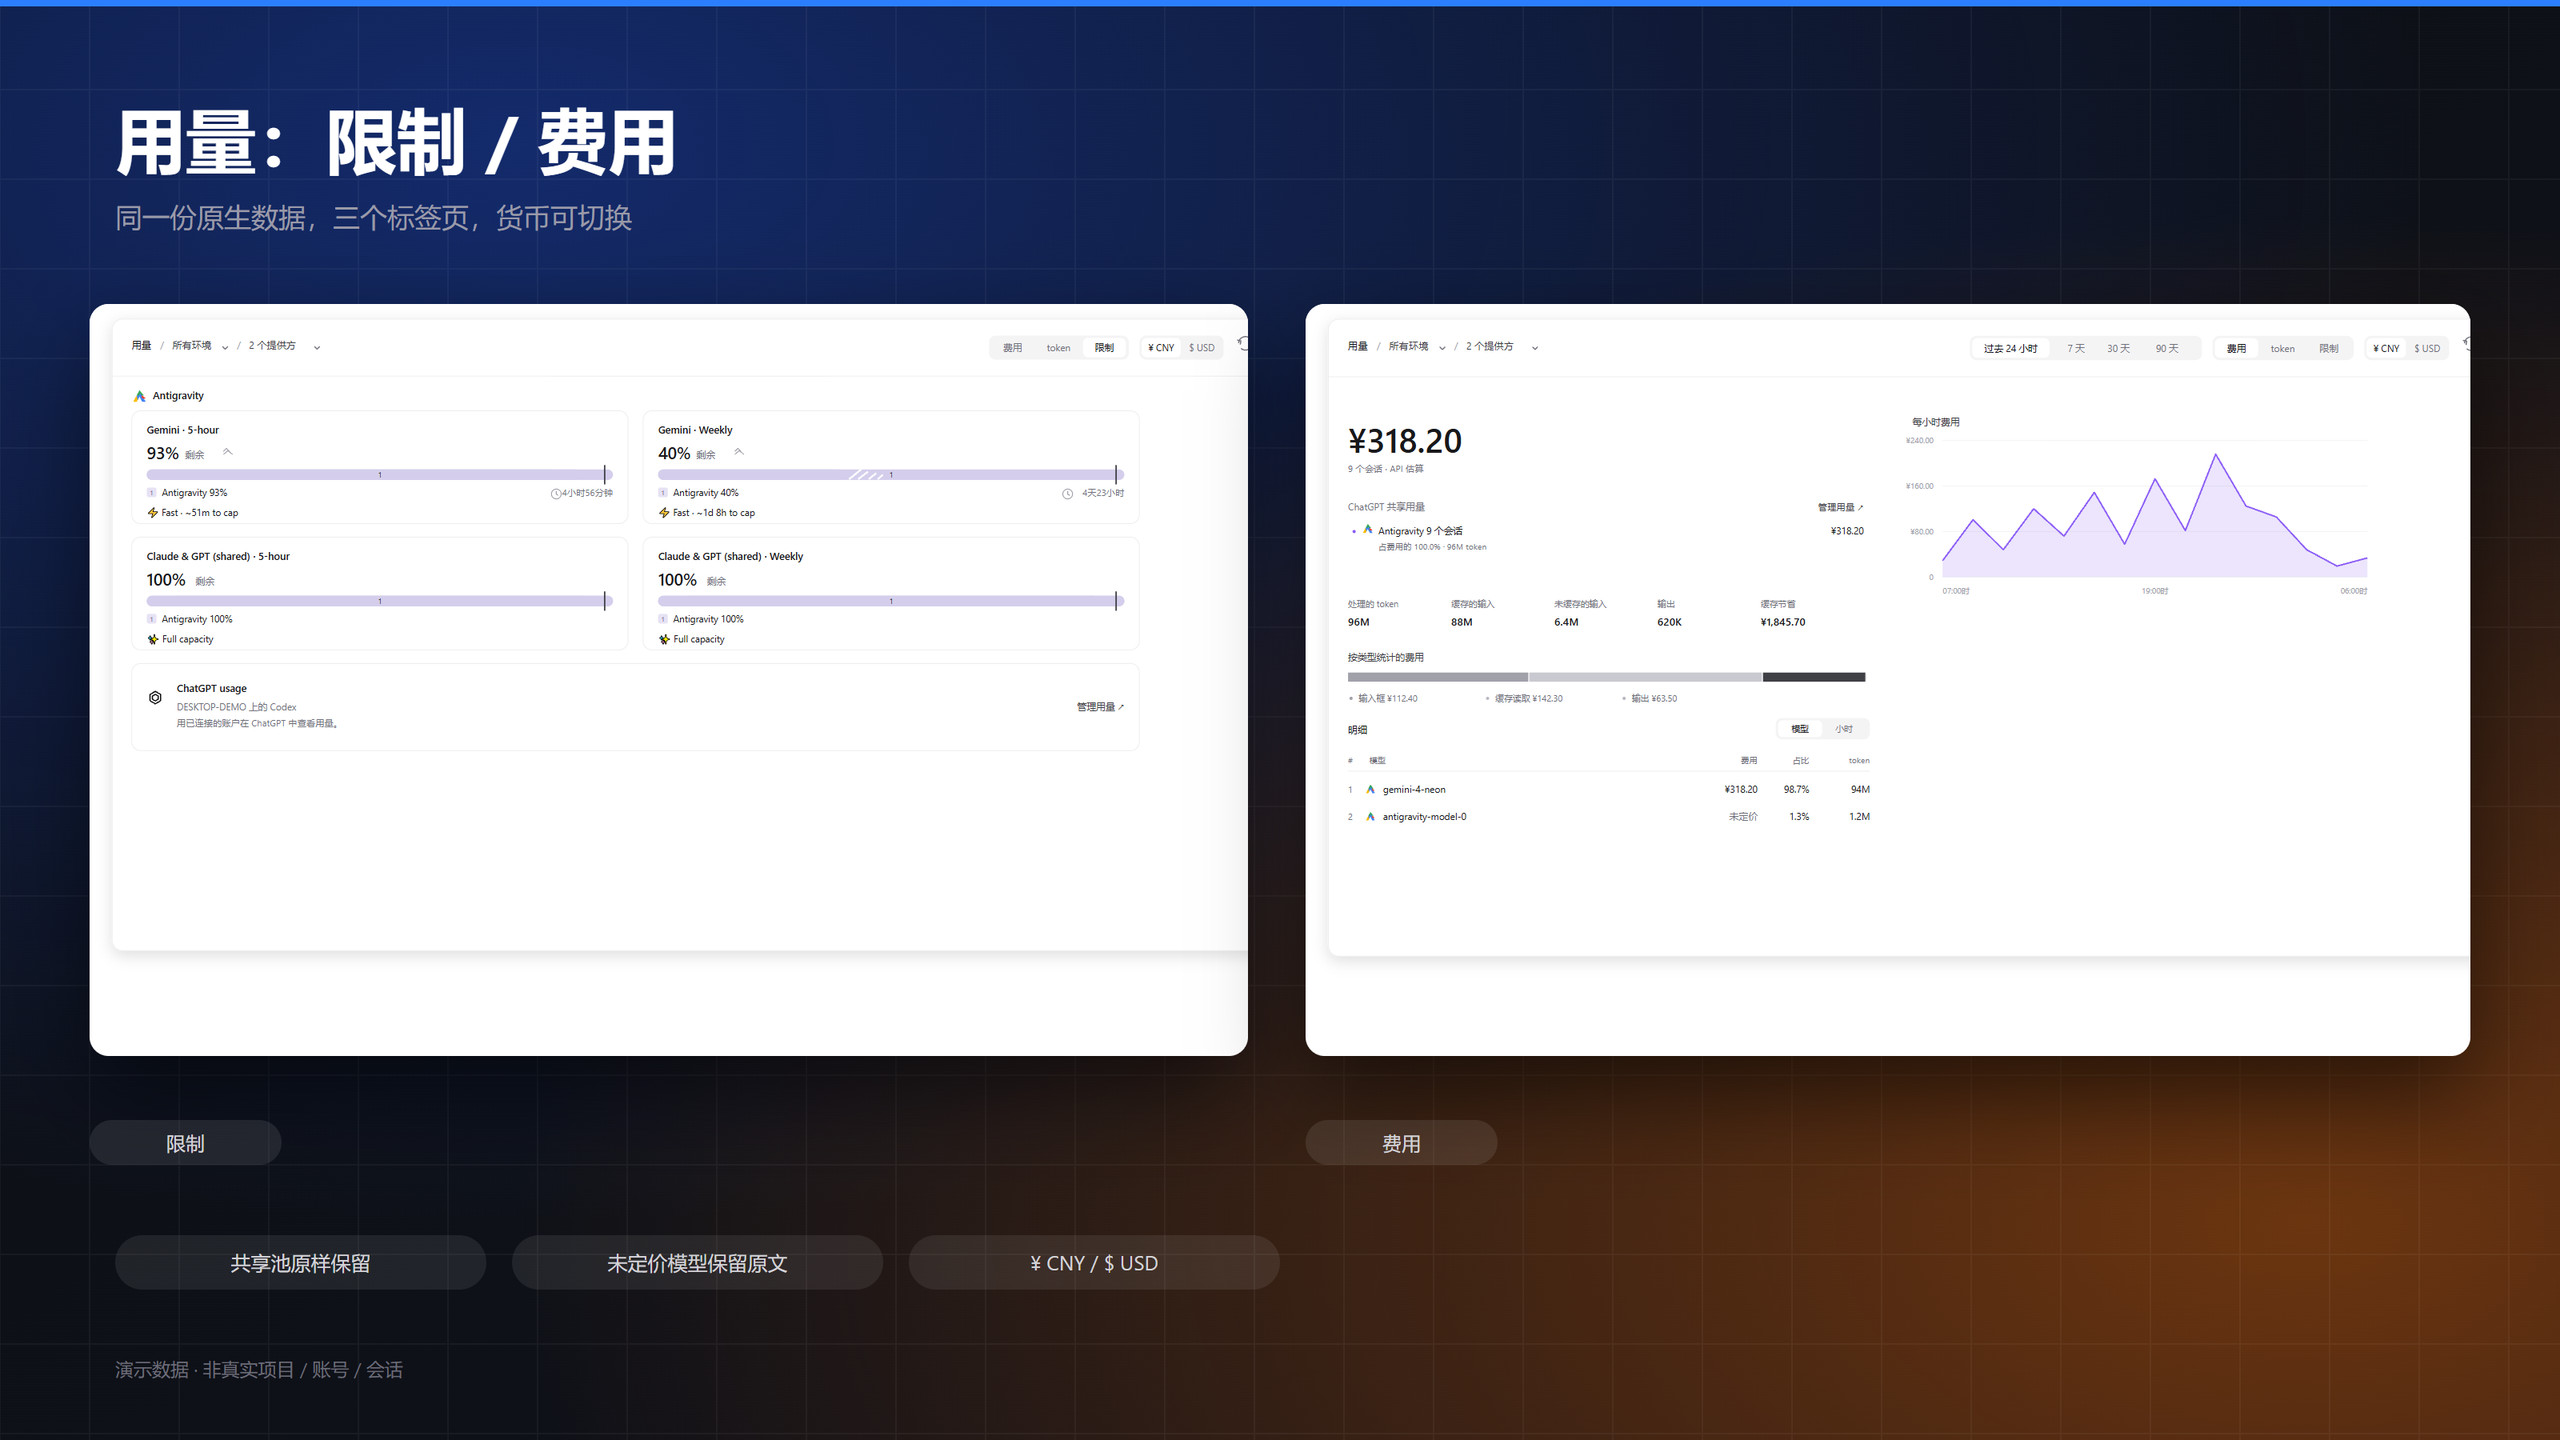 用量：限制 / 费用
同一份原生数据，三个标签页，货币可切换
用量 / 所有环境 / 2 个提供方
费用 token 限制 ¥ CNY $ USD
Antigravity
Gemini · 5-hour
93% 剩余
1
1 Antigravity 93% 4小时56分钟
Fast · ~51m to cap
Gemini · Weekly
40% 剩余
1
1 Antigravity 40% 4天23小时
Fast · ~1d 8h to cap
Claude & GPT (shared) · 5-hour
100% 剩余
1
1 Antigravity 100%
Full capacity
Claude & GPT (shared) · Weekly
100% 剩余
1
1 Antigravity 100%
Full capacity
ChatGPT usage
DESKTOP-DEMO 上的 Codex
用已连接的账户在 ChatGPT 中查看用量。
管理用量 ↗
用量 / 所有环境 / 2 个提供方
过去 24 小时 7 天 30 天 90 天 费用 token 限制 ¥ CNY $ USD
¥318.20
9 个会话 · API 估算
ChatGPT 共享用量 管理用量 ↗
Antigravity 9 个会话 ¥318.20
占费用的 100.0% · 96M token
处理的 token 缓存的输入 未缓存的输入 输出 缓存节省
96M 88M 6.4M 620K ¥1,845.70
按类型统计的费用
输入框 ¥112.40 缓存读取 ¥142.30 输出 ¥63.50
明细 模型 小时
# 模型 费用 占比 token
1 gemini-4-neon ¥318.20 98.7% 94M
2 antigravity-model-0 未定价 1.3% 1.2M
每小时费用
¥240.00
¥160.00
¥80.00
0
07:00时 19:00时 06:00时
限制
费用
共享池原样保留
未定价模型保留原文
¥ CNY / $ USD
演示数据 · 非真实项目 / 账号 / 会话